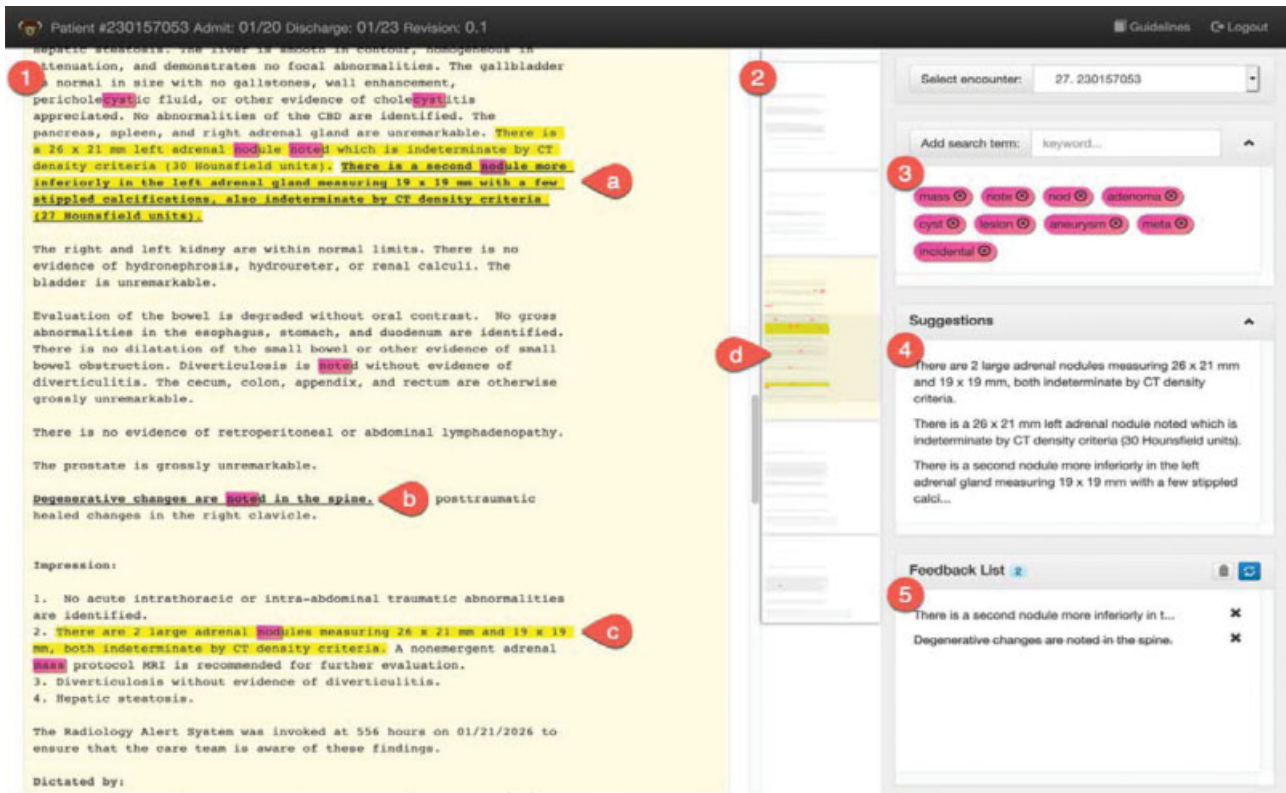 Patient #230157053 Admit: 01/20 Discharge: 01/23 Revision: 0.1
Guidelines
Logout
1
hepatic steatosis. The liver is smooth in contour, homogeneous in
attenuation, and demonstrates no focal abnormalities. The gallbladder
normal in size with no gallstones, wall enhancement,
pericholecystic fluid, or other evidence of cholecystitis
appreciated. No abnormalities of the CBD are identified. The
pancreas, spleen, and right adrenal gland are unremarkable. There is
a 26 x 21 mm left adrenal nodule noted which is indeterminate by CT
density criteria (30 Hounsfield units). There is a second nodule more
inferiorly in the left adrenal gland measuring 19 x 19 mm with a few
stippled calcifications, also indeterminate by CT density criteria
(27 Hounsfield units).
a
The right and left kidney are within normal limits. There is no
evidence of hydronephrosis, hydroureter, or renal calculi. The
bladder is unremarkable.
Evaluation of the bowel is degraded without oral contrast. No gross
abnormalities in the esophagus, stomach, and duodenum are identified.
There is no dilatation of the small bowel or other evidence of small
bowel obstruction. Diverticulosis is noted without evidence of
diverticulitis. The cecum, colon, appendix, and rectum are otherwise
grossly unremarkable.
There is no evidence of retroperitoneal or abdominal lymphadenopathy.
The prostate is grossly unremarkable.
Degenerative changes are noted in the spine. b posttraumatic
healed changes in the right clavicle.
Impression:
1. No acute intrathoracic or intra-abdominal traumatic abnormalities
are identified.
2. There are 2 large adrenal nodules measuring 26 x 21 mm and 19 x 19
mm, both indeterminate by CT density criteria. A nonemergent adrenal
mass protocol MRI is recommended for further evaluation.
c
3. Diverticulosis without evidence of diverticulitis.
4. Hepatic steatosis.
The Radiology Alert System was invoked at 556 hours on 01/21/2026 to
ensure that the care team is aware of these findings.
Dictated by:
2
d
Select encounter: 27. 230157053
Add search term: keyword...
3
mass note nod adenoma
cyst lesion aneurysm meta
incidental
Suggestions
4
There are 2 large adrenal nodules measuring 26 x 21 mm
and 19 x 19 mm, both indeterminate by CT density
criteria.
There is a 26 x 21 mm left adrenal nodule noted which is
indeterminate by CT density criteria (30 Hounsfield units).
There is a second nodule more inferiorly in the left
adrenal gland measuring 19 x 19 mm with a few stippled
calci...
Feedback List 2
5
There is a second nodule more inferiorly in t...
Degenerative changes are noted in the spine.